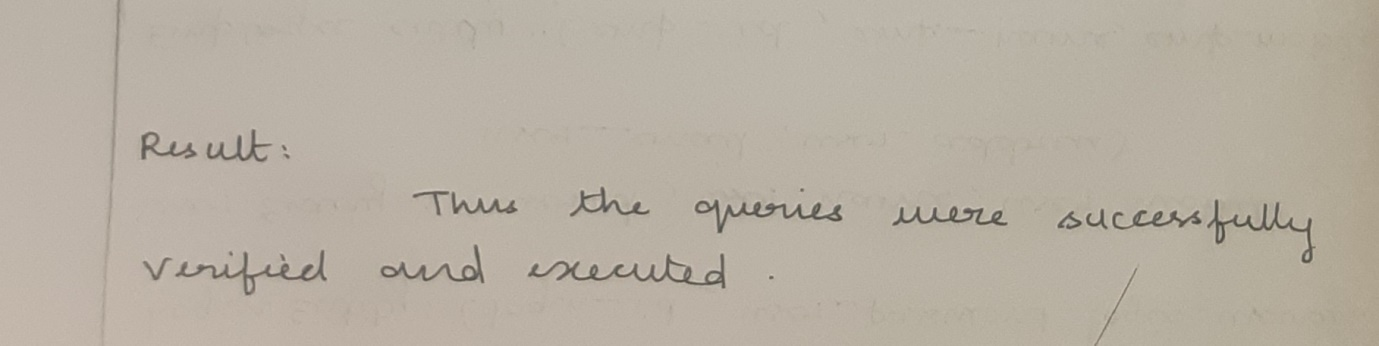 Result:
Thus the queries were successfully
verified and executed.